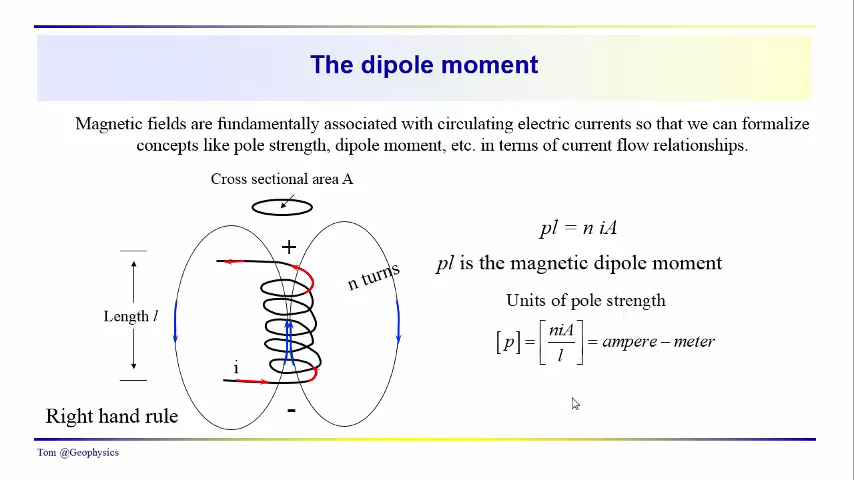 The dipole moment
Magnetic fields are fundamentally associated with circulating electric currents so that we can formalize
concepts like pole strength, dipole moment, etc. in terms of current flow relationships.
Cross sectional area A
+
n turns
Length l
i
-
Right hand rule
pl = n iA
pl is the magnetic dipole moment
Units of pole strength
[p] = [niA / l] = ampere – meter
Tom @Geophysics